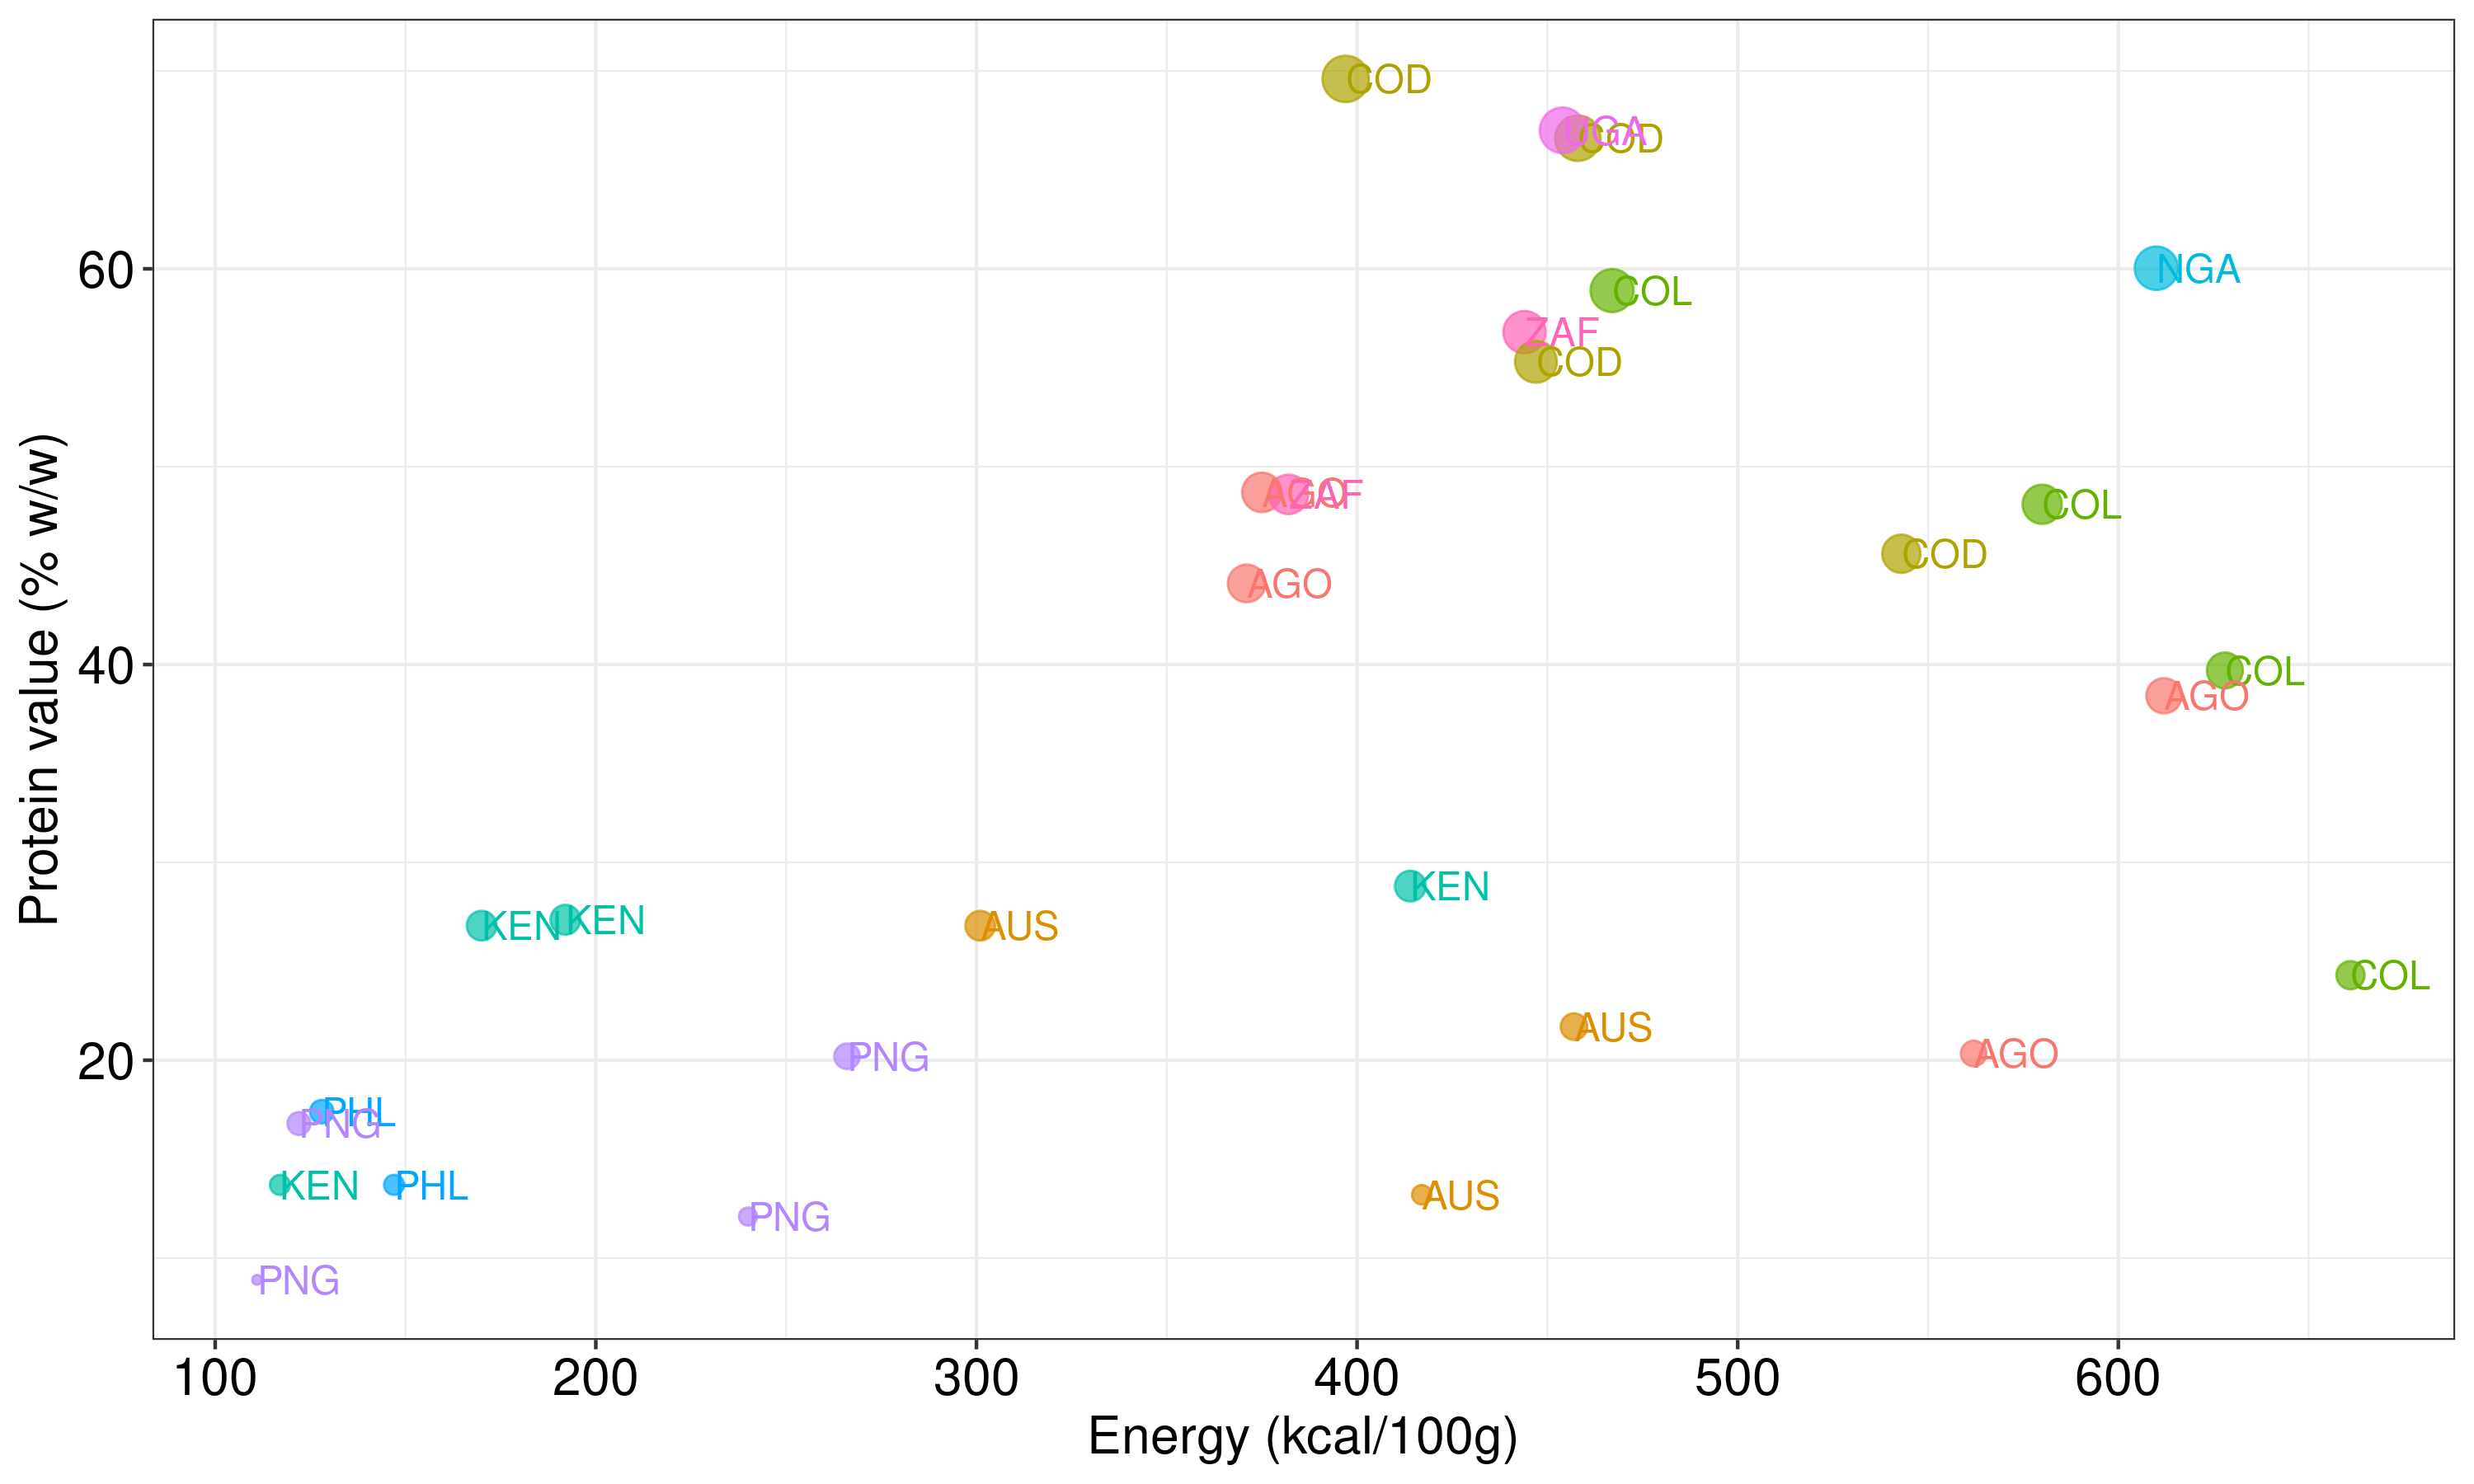 COD
UGA
COD
60
NGA
COL
ZAF
COD
AGO
ZAF
COL
COD
AGO
40
COL
AGO
KEN
KEN
KEN
AUS
COL
AUS
20
PNG
AGO
PHL
PNG
KEN
PHL
AUS
PNG
PNG
100 200 300 400 500 600
Energy (kcal/100g)
Protein value (% w/w)